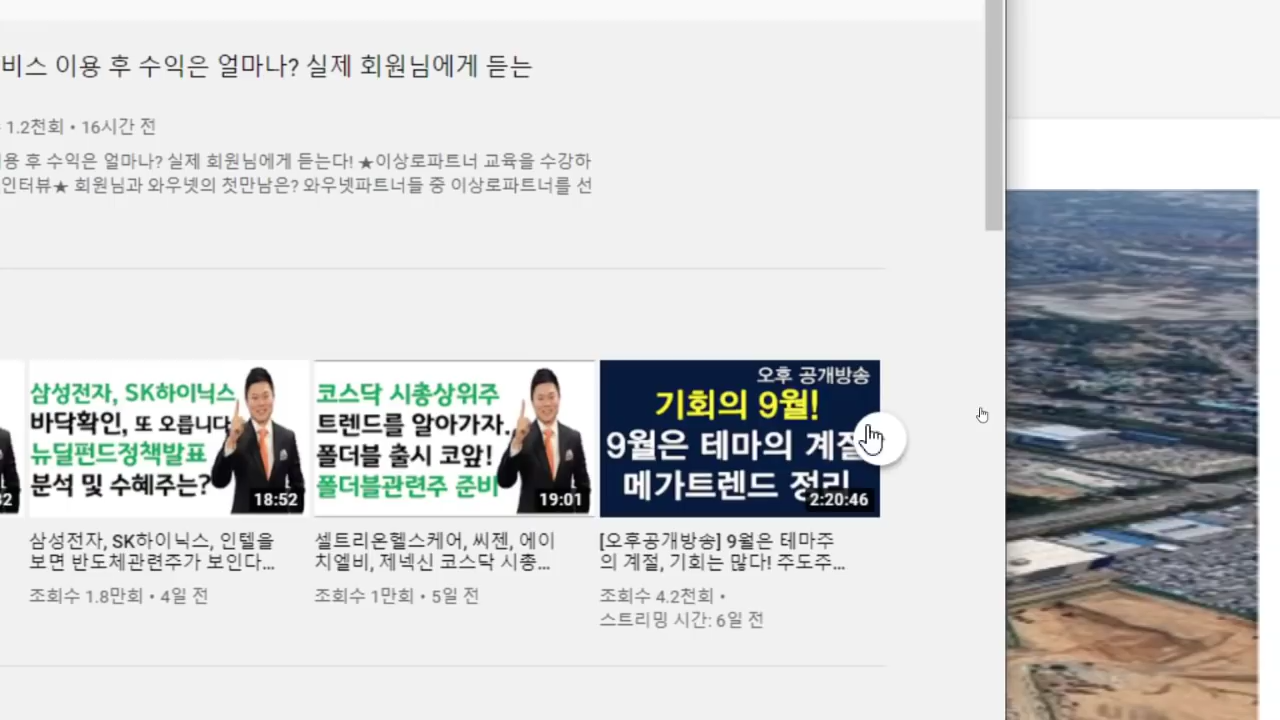 비스 이용 후 수익은 얼마나? 실제 회원님에게 듣는
1.2천회 • 16시간 전
용 후 수익은 얼마나? 실제 회원님에게 듣는다! ★이상로파트너 교육을 수강하
인터뷰★ 회원님과 와우넷의 첫만남은? 와우넷파트너들 중 이상로파트너를 선
32
삼성전자, SK하이닉스
바닥확인, 또 오릅니다
뉴딜펀드정책발표
분석 및 수혜주는?
18:52
코스닥 시총상위주
트렌드를 알아가자.
폴더블 출시 코앞!
폴더블관련주 준비
19:01
오후 공개방송
기회의 9월!
9월은 테마의 계절
메가트렌드 정리
2:20:46
삼성전자, SK하이닉스, 인텔을
보면 반도체관련주가 보인다...
조회수 1.8만회 • 4일 전
셀트리온헬스케어, 씨젠, 에이
치엘비, 제넥신 코스닥 시총...
조회수 1만회 • 5일 전
[오후공개방송] 9월은 테마주
의 계절, 기회는 많다! 주도주...
조회수 4.2천회 •
스트리밍 시간: 6일 전